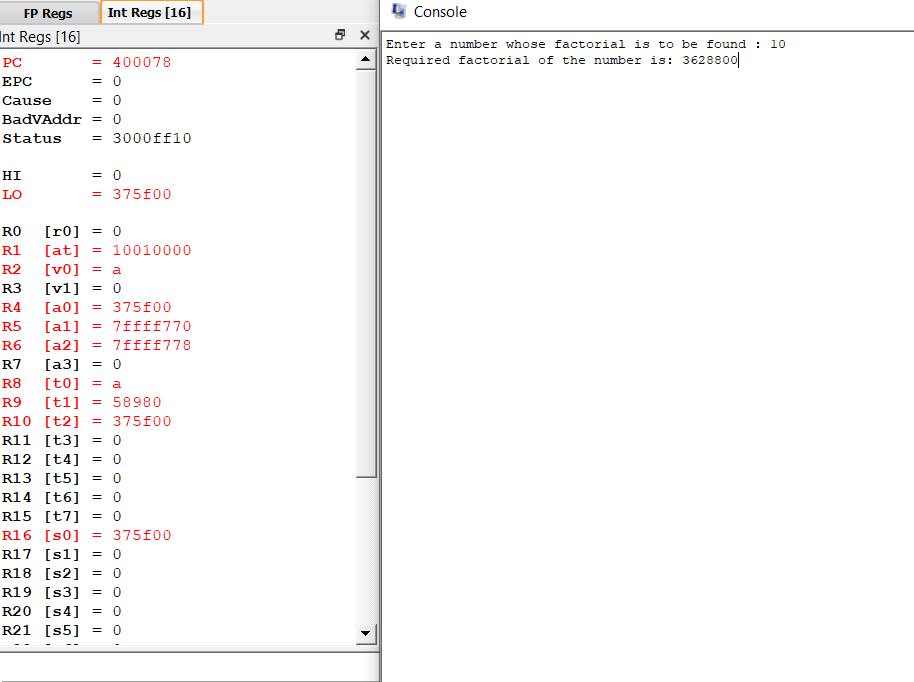 FP Regs
Int Regs [16]
Int Regs [16]
PC = 400078
EPC = 0
Cause = 0
BadVAddr = 0
Status = 3000ff10
HI = 0
LO = 375f00
R0 [r0] = 0
R1 [at] = 10010000
R2 [v0] = a
R3 [v1] = 0
R4 [a0] = 375f00
R5 [a1] = 7ffff770
R6 [a2] = 7ffff778
R7 [a3] = 0
R8 [t0] = a
R9 [t1] = 58980
R10 [t2] = 375f00
R11 [t3] = 0
R12 [t4] = 0
R13 [t5] = 0
R14 [t6] = 0
R15 [t7] = 0
R16 [s0] = 375f00
R17 [s1] = 0
R18 [s2] = 0
R19 [s3] = 0
R20 [s4] = 0
R21 [s5] = 0
Console
Enter a number whose factorial is to be found : 10
Required factorial of the number is: 3628800